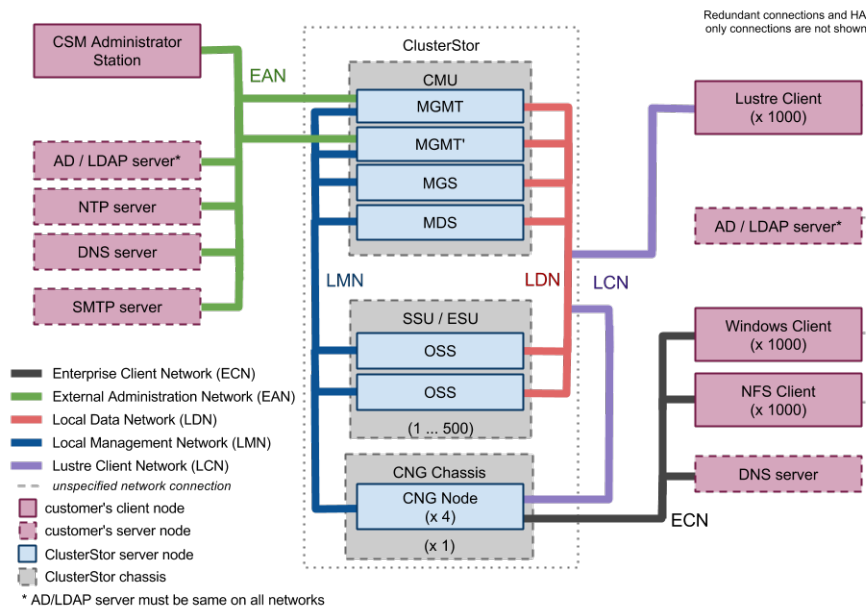 Redundant connections and HA
only connections are not shown
CSM Administrator
Station
EAN
ClusterStor
CMU
MGMT
MGMT'
MGS
MDS
Lustre Client
(x 1000)
AD / LDAP server*
NTP server
DNS server
SMTP server
AD / LDAP server*
LMN
LDN
LCN
SSU / ESU
OSS
OSS
(1 ... 500)
Windows Client
(x 1000)
NFS Client
(x 1000)
DNS server
CNG Chassis
CNG Node
(x 4)
(x 1)
ECN
Enterprise Client Network (ECN)
External Administration Network (EAN)
Local Data Network (LDN)
Local Management Network (LMN)
Lustre Client Network (LCN)
unspecified network connection
customer's client node
customer's server node
ClusterStor server node
ClusterStor chassis
* AD/LDAP server must be same on all networks